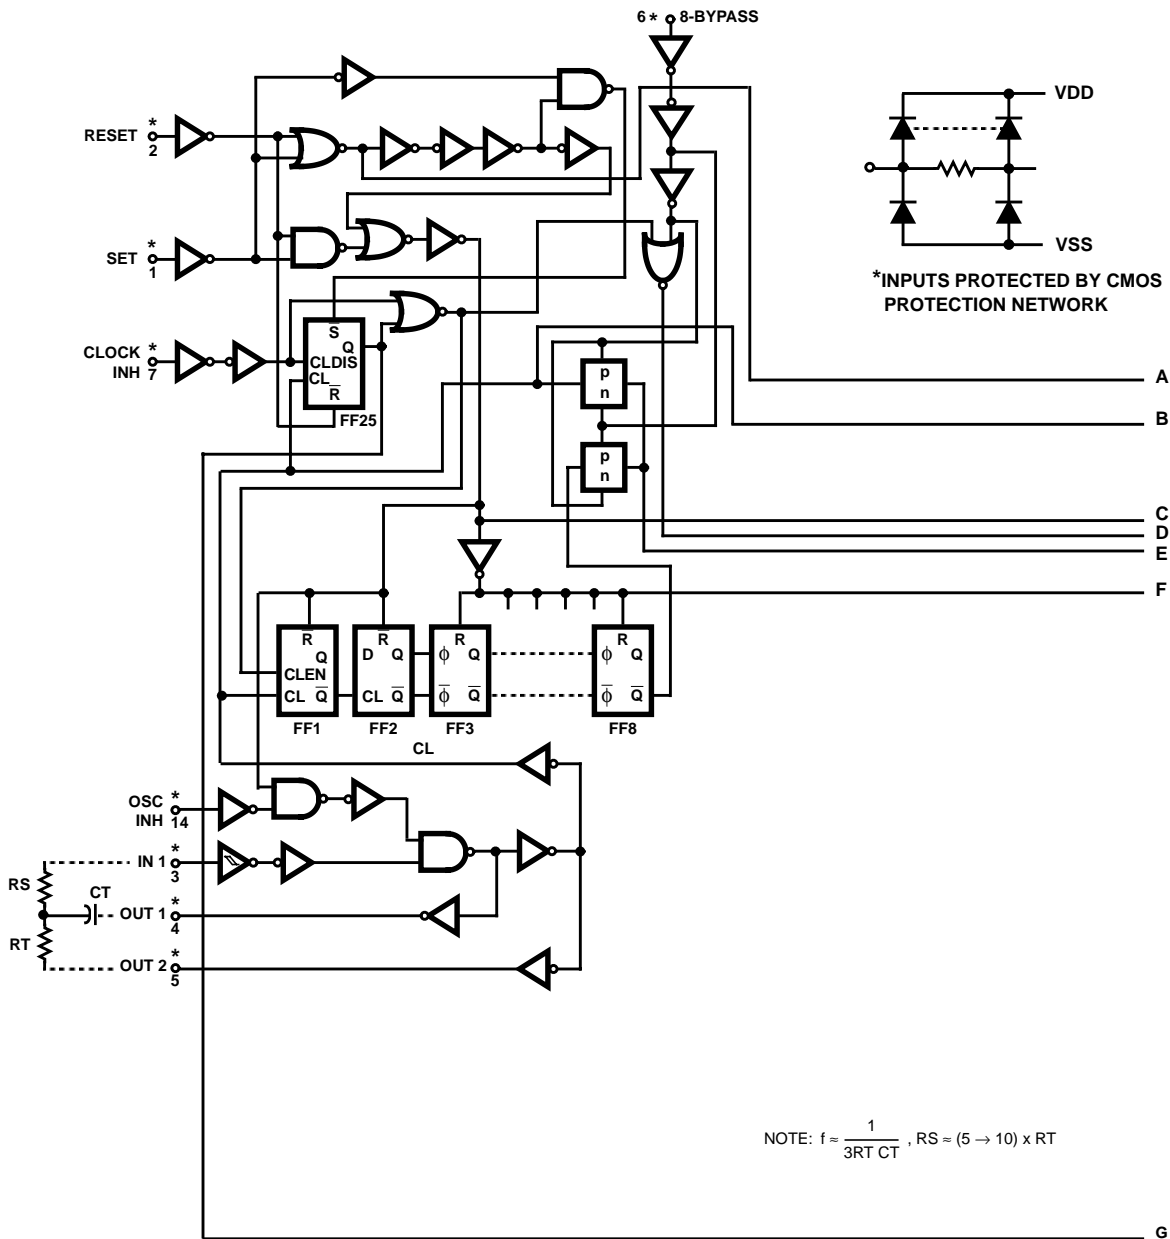 6 * 8-BYPASS
VDD
VSS
*INPUTS PROTECTED BY CMOS
PROTECTION NETWORK
RESET * 2
SET * 1
CLOCK * 7
INH
S̅
Q
CLDIS
CL
R̅
FF25
p
n
p
n
A
B
C
D
E
F
R̅
Q
CLEN
CL Q̅
FF1
R̅
D Q
CL Q̅
FF2
R
ϕ Q
ϕ̅ Q̅
FF3
R
ϕ Q
ϕ̅ Q̅
FF8
CL
OSC *
INH 14
IN 1 * 3
RS
CT
OUT 1 * 4
RT
OUT 2 * 5
NOTE: f ≈ 1 / 3RT CT , RS ≈ (5 → 10) x RT
G